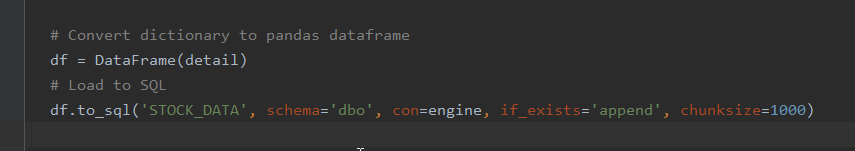 # Convert dictionary to pandas dataframe
df = DataFrame(detail)
# Load to SQL
df.to_sql('STOCK_DATA', schema='dbo', con=engine, if_exists='append', chunksize=1000)